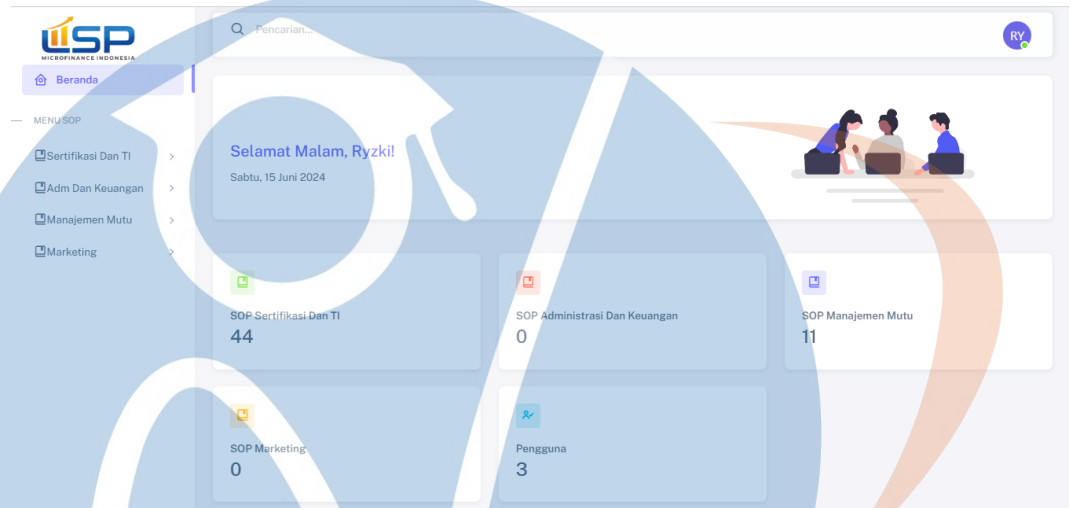 LSP
MICROFINANCE INDONESIA
Pencarian...
RY
Beranda
MENU SOP
Sertifikasi Dan TI
Adm Dan Keuangan
Manajemen Mutu
Marketing
Selamat Malam, Ryzki!
Sabtu, 15 Juni 2024
SOP Sertifikasi Dan TI
44
SOP Administrasi Dan Keuangan
0
SOP Manajemen Mutu
11
SOP Marketing
0
Pengguna
3